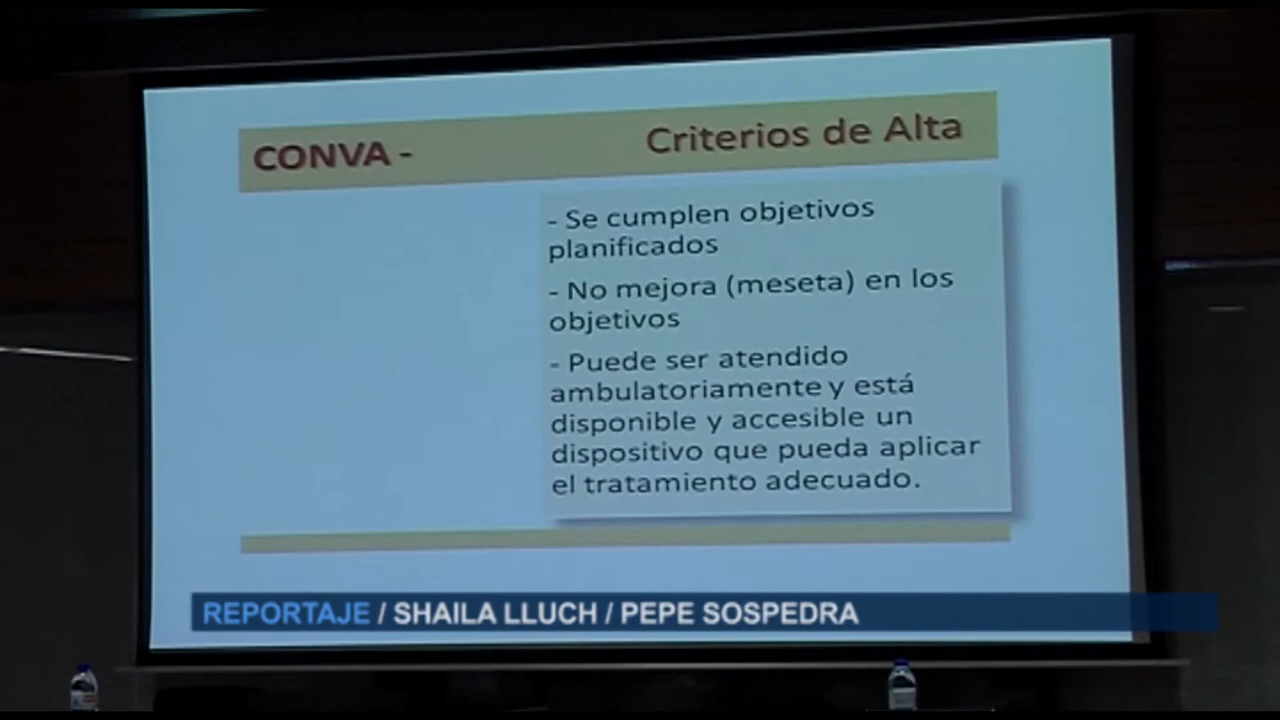 CONVA - Criterios de Alta
- Se cumplen objetivos
planificados
- No mejora (meseta) en los
objetivos
- Puede ser atendido
ambulatoriamente y está
disponible y accesible un
dispositivo que pueda aplicar
el tratamiento adecuado.
REPORTAJE / SHAILA LLUCH / PEPE SOSPEDRA